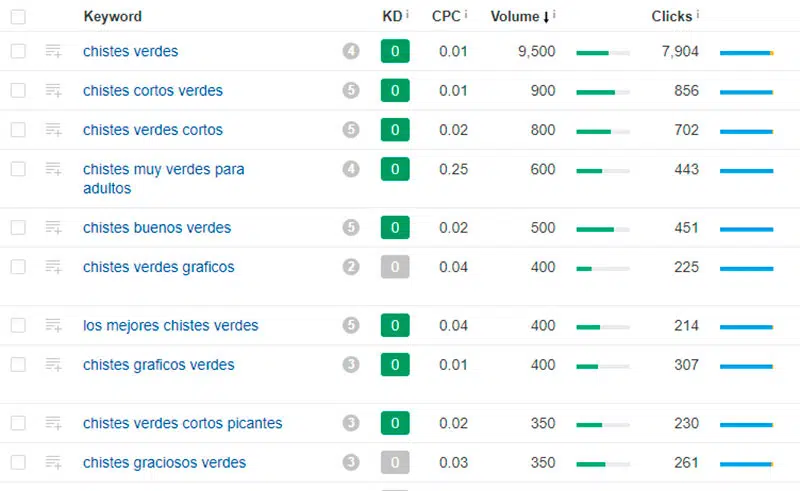 Keyword KD i CPC i Volume ↓ i Clicks i
chistes verdes 4 0 0.01 9,500 7,904
chistes cortos verdes 5 0 0.01 900 856
chistes verdes cortos 5 0 0.02 800 702
chistes muy verdes para 4 0 0.25 600 443
adultos
chistes buenos verdes 5 0 0.02 500 451
chistes verdes graficos 2 0 0.04 400 225
los mejores chistes verdes 5 0 0.04 400 214
chistes graficos verdes 3 0 0.01 400 307
chistes verdes cortos picantes 3 0 0.02 350 230
chistes graciosos verdes 3 0 0.03 350 261